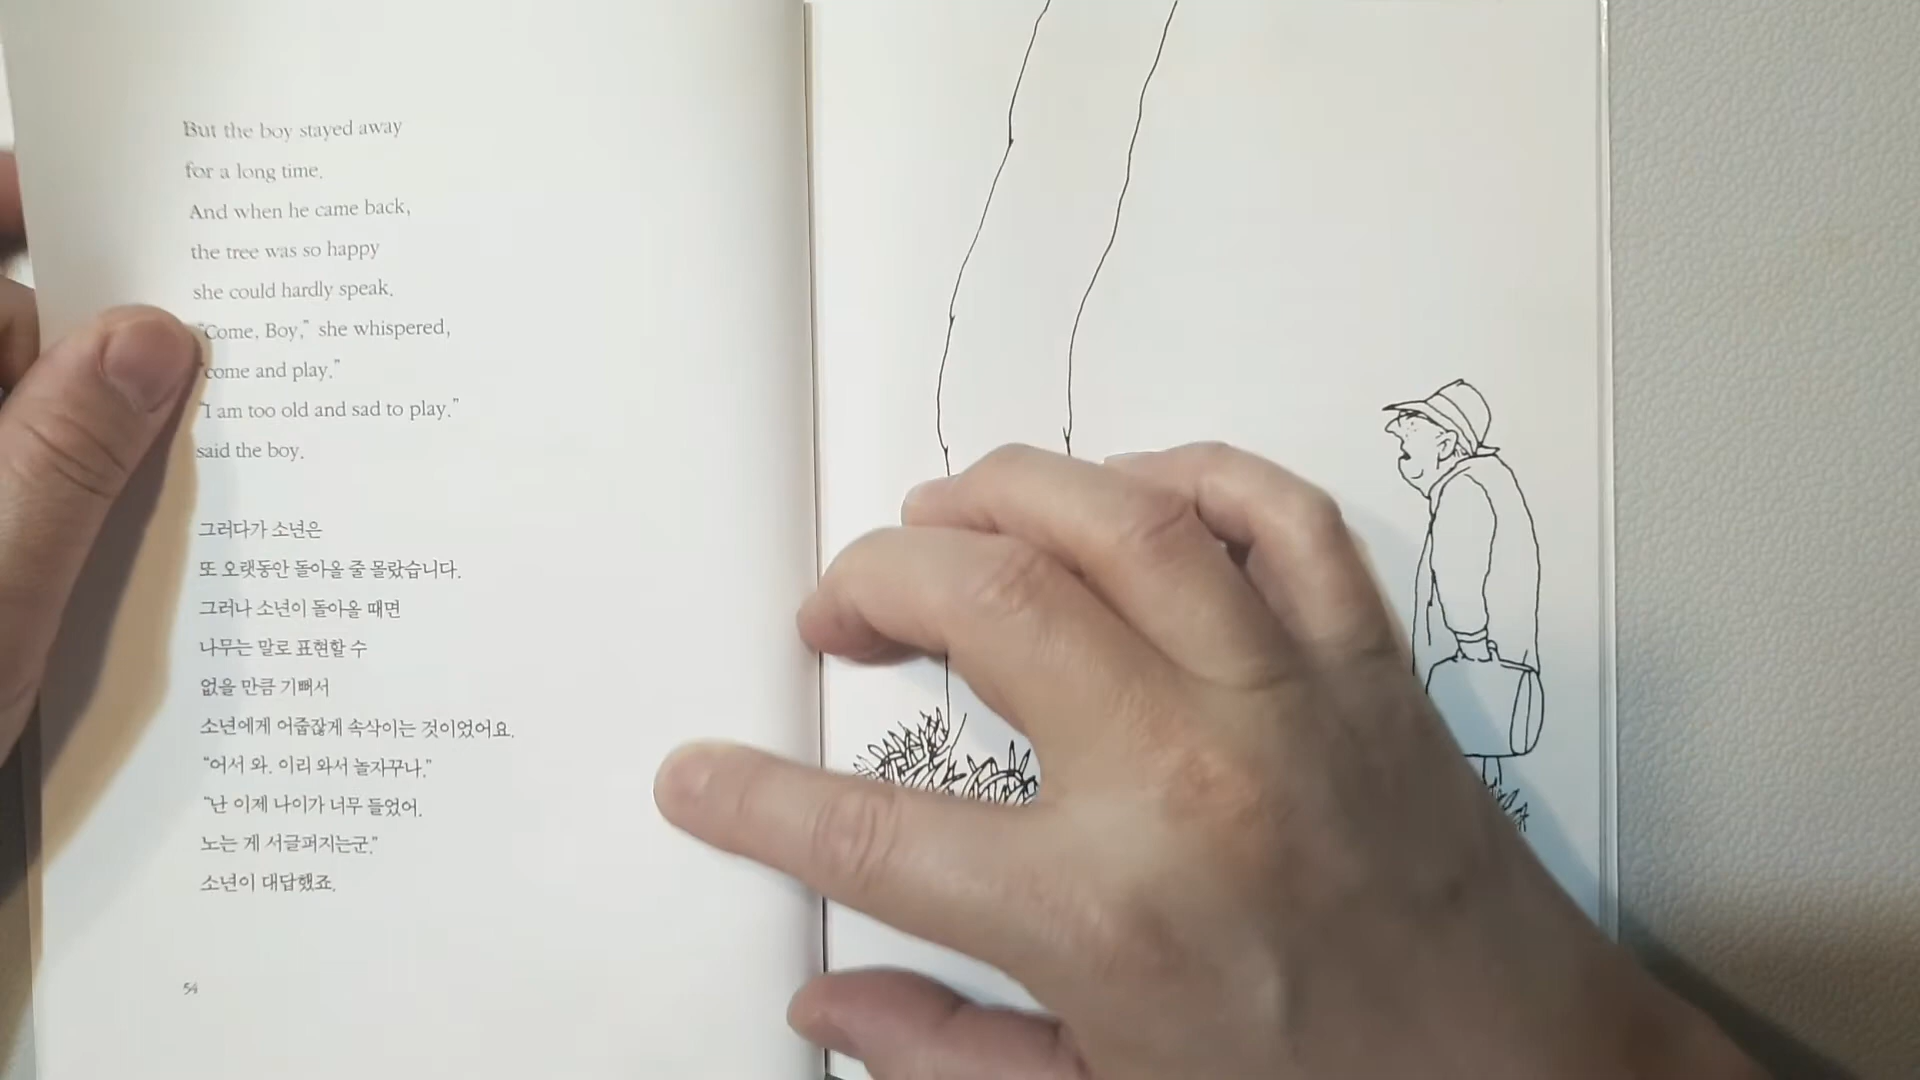 But the boy stayed away
for a long time.
And when he came back,
the tree was so happy
she could hardly speak.
"Come, Boy," she whispered,
"come and play."
"I am too old and sad to play."
said the boy.
그러다가 소년은
또 오랫동안 돌아올 줄 몰랐습니다.
그러나 소년이 돌아올 때면
나무는 말로 표현할 수
없을 만큼 기뻐서
소년에게 어줍잖게 속삭이는 것이었어요.
"어서 와. 이리 와서 놀자꾸나."
"난 이제 나이가 너무 들었어.
노는 게 서글퍼지는군."
소년이 대답했죠.
54